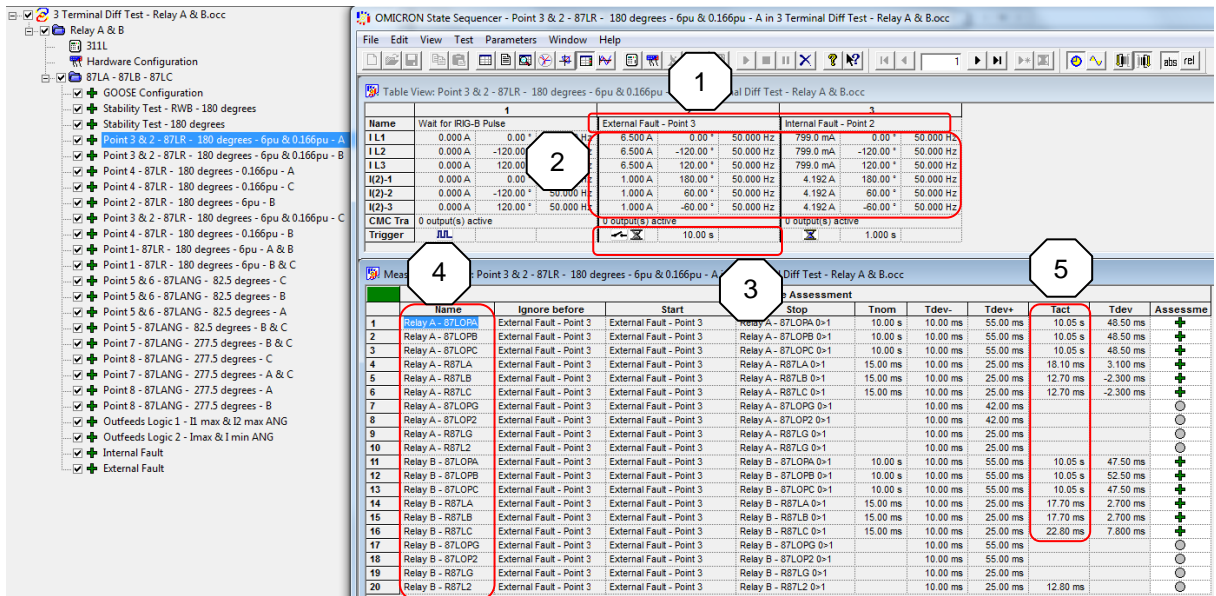 3 Terminal Diff Test - Relay A & B.occ
Relay A & B
311L
Hardware Configuration
87LA - 87LB - 87LC
GOOSE Configuration
Stability Test - RWB - 180 degrees
Stability Test - 180 degrees
Point 3 & 2 - 87LR - 180 degrees - 6pu & 0.166pu - A
Point 3 & 2 - 87LR - 180 degrees - 6pu & 0.166pu - B
Point 4 - 87LR - 180 degrees - 0.166pu - A
Point 4 - 87LR - 180 degrees - 0.166pu - C
Point 2 - 87LR - 180 degrees - 6pu - B
Point 3 & 2 - 87LR - 180 degrees - 6pu & 0.166pu - C
Point 4 - 87LR - 180 degrees - 0.166pu - B
Point 1- 87LR - 180 degrees - 6pu - A & B
Point 1 - 87LR - 180 degrees - 6pu - B & C
Point 5 & 6 - 87LANG - 82.5 degrees - C
Point 5 & 6 - 87LANG - 82.5 degrees - B
Point 5 & 6 - 87LANG - 82.5 degrees - A
Point 5 - 87LANG - 82.5 degrees - B & C
Point 7 - 87LANG - 277.5 degrees - B & C
Point 8 - 87LANG - 277.5 degrees - C
Point 7 - 87LANG - 277.5 degrees - A & C
Point 8 - 87LANG - 277.5 degrees - A
Point 8 - 87LANG - 277.5 degrees - B
Outfeeds Logic 1 - I1 max & I2 max ANG
Outfeeds Logic 2 - Imax & I min ANG
Internal Fault
External Fault
OMICRON State Sequencer - Point 3 & 2 - 87LR - 180 degrees - 6pu & 0.166pu - A in 3 Terminal Diff Test - Relay A & B.occ
File Edit View Test Parameters Window Help
1 abs rel
1
Table View: Point 3 & 2 - 87LR - 180 degrees - 6pu & 0.166pu al Diff Test - Relay A & B.occ
1 3
Name Wait for IRIG-B Pulse External Fault - Point 3 Internal Fault - Point 2
I L1 0.000 A 0.00 ° Hz 6.500 A 0.00 ° 50.000 Hz 799.0 mA 0.00 ° 50.000 Hz
I L2 0.000 A -120.00 6.500 A -120.00 ° 50.000 Hz 799.0 mA -120.00 ° 50.000 Hz
I L3 0.000 A 120.00 6.500 A 120.00 ° 50.000 Hz 799.0 mA 120.00 ° 50.000 Hz
I(2)-1 0.000 A 0.00 1.000 A 180.00 ° 50.000 Hz 4.192 A 180.00 ° 50.000 Hz
I(2)-2 0.000 A -120.00 ° 50.000 Hz 1.000 A 60.00 ° 50.000 Hz 4.192 A 60.00 ° 50.000 Hz
I(2)-3 0.000 A 120.00 ° 50.000 Hz 1.000 A -60.00 ° 50.000 Hz 4.192 A -60.00 ° 50.000 Hz
CMC Tra 0 output(s) active 0 output(s) active 0 output(s) active
Trigger 10.00 s 1.000 s
2
3
4
5
Meas Point 3 & 2 - 87LR - 180 degrees - 6pu & 0.166pu - A Diff Test - Relay A & B.occ
e Assessment
Name Ignore before Start Stop Tnom Tdev- Tdev+ Tact Tdev Assessme
1 Relay A - 87LOPA External Fault - Point 3 External Fault - Point 3 Relay A - 87LOPA 0>1 10.00 s 10.00 ms 55.00 ms 10.05 s 48.50 ms
2 Relay A - 87LOPB External Fault - Point 3 External Fault - Point 3 Relay A - 87LOPB 0>1 10.00 s 10.00 ms 55.00 ms 10.05 s 48.50 ms
3 Relay A - 87LOPC External Fault - Point 3 External Fault - Point 3 Relay A - 87LOPC 0>1 10.00 s 10.00 ms 55.00 ms 10.05 s 48.50 ms
4 Relay A - R87LA External Fault - Point 3 External Fault - Point 3 Relay A - R87LA 0>1 15.00 ms 10.00 ms 25.00 ms 18.10 ms 3.100 ms
5 Relay A - R87LB External Fault - Point 3 External Fault - Point 3 Relay A - R87LB 0>1 15.00 ms 10.00 ms 25.00 ms 12.70 ms -2.300 ms
6 Relay A - R87LC External Fault - Point 3 External Fault - Point 3 Relay A - R87LC 0>1 15.00 ms 10.00 ms 25.00 ms 12.70 ms -2.300 ms
7 Relay A - 87LOPG External Fault - Point 3 External Fault - Point 3 Relay A - 87LOPG 0>1 10.00 ms 42.00 ms
8 Relay A - 87LOP2 External Fault - Point 3 External Fault - Point 3 Relay A - 87LOP2 0>1 10.00 ms 42.00 ms
9 Relay A - R87LG External Fault - Point 3 External Fault - Point 3 Relay A - R87LG 0>1 10.00 ms 25.00 ms
10 Relay A - R87L2 External Fault - Point 3 External Fault - Point 3 Relay A - R87LG 0>1 10.00 ms 25.00 ms
11 Relay B - 87LOPA External Fault - Point 3 External Fault - Point 3 Relay B - 87LOPA 0>1 10.00 s 10.00 ms 55.00 ms 10.05 s 47.50 ms
12 Relay B - 87LOPB External Fault - Point 3 External Fault - Point 3 Relay B - 87LOPB 0>1 10.00 s 10.00 ms 55.00 ms 10.05 s 52.50 ms
13 Relay B - 87LOPC External Fault - Point 3 External Fault - Point 3 Relay B - 87LOPC 0>1 10.00 s 10.00 ms 55.00 ms 10.05 s 47.50 ms
14 Relay B - R87LA External Fault - Point 3 External Fault - Point 3 Relay B - R87LA 0>1 15.00 ms 10.00 ms 25.00 ms 17.70 ms 2.700 ms
15 Relay B - R87LB External Fault - Point 3 External Fault - Point 3 Relay B - R87LB 0>1 15.00 ms 10.00 ms 25.00 ms 17.70 ms 2.700 ms
16 Relay B - R87LC External Fault - Point 3 External Fault - Point 3 Relay B - R87LC 0>1 15.00 ms 10.00 ms 25.00 ms 22.80 ms 7.800 ms
17 Relay B - 87LOPG External Fault - Point 3 External Fault - Point 3 Relay B - 87LOPG 0>1 10.00 ms 55.00 ms
18 Relay B - 87LOP2 External Fault - Point 3 External Fault - Point 3 Relay B - 87LOP2 0>1 10.00 ms 55.00 ms
19 Relay B - R87LG External Fault - Point 3 External Fault - Point 3 Relay B - R87LG 0>1 10.00 ms 25.00 ms
20 Relay B - R87L2 External Fault - Point 3 External Fault - Point 3 Relay B - R87L2 0>1 10.00 ms 25.00 ms 12.80 ms